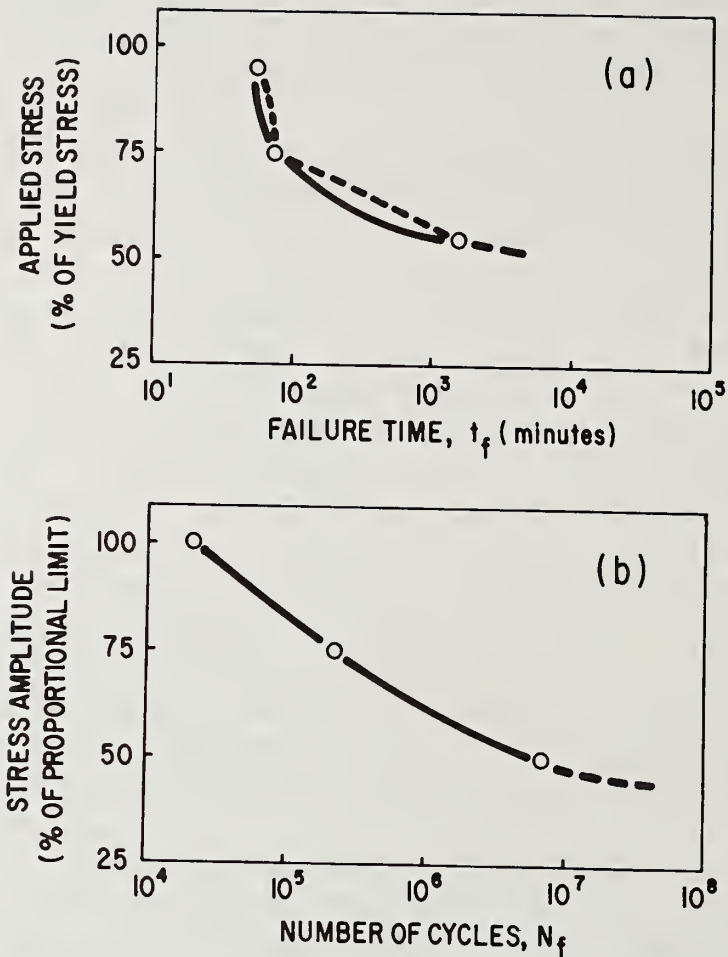 (a)
APPLIED STRESS
(% OF YIELD STRESS)
100
75
50
25
10¹
10²
10³
10⁴
10⁵
FAILURE TIME, t_f (minutes)
(b)
STRESS AMPLITUDE
(% OF PROPORTIONAL LIMIT)
100
75
50
25
10⁴
10⁵
10⁶
10⁷
10⁸
NUMBER OF CYCLES, N_f